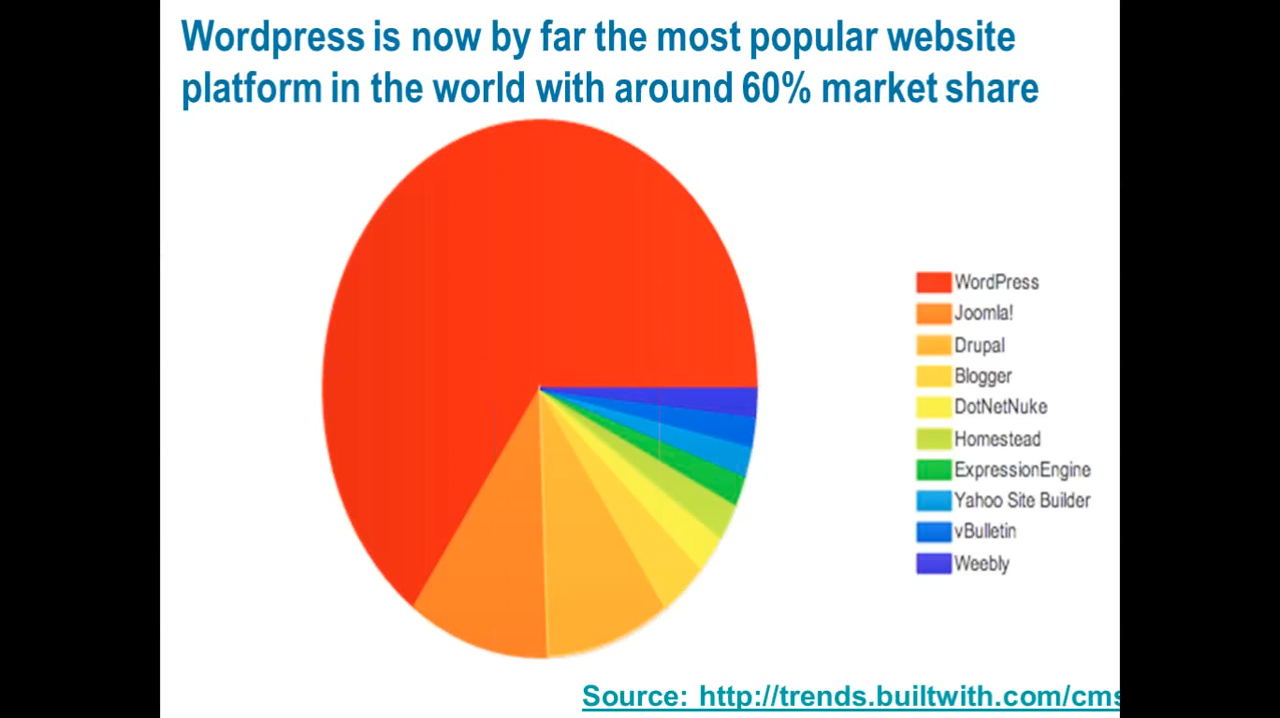 Wordpress is now by far the most popular website
platform in the world with around 60% market share
WordPress
Joomla!
Drupal
Blogger
DotNetNuke
Homestead
ExpressionEngine
Yahoo Site Builder
vBulletin
Weebly
Source: http://trends.builtwith.com/cms